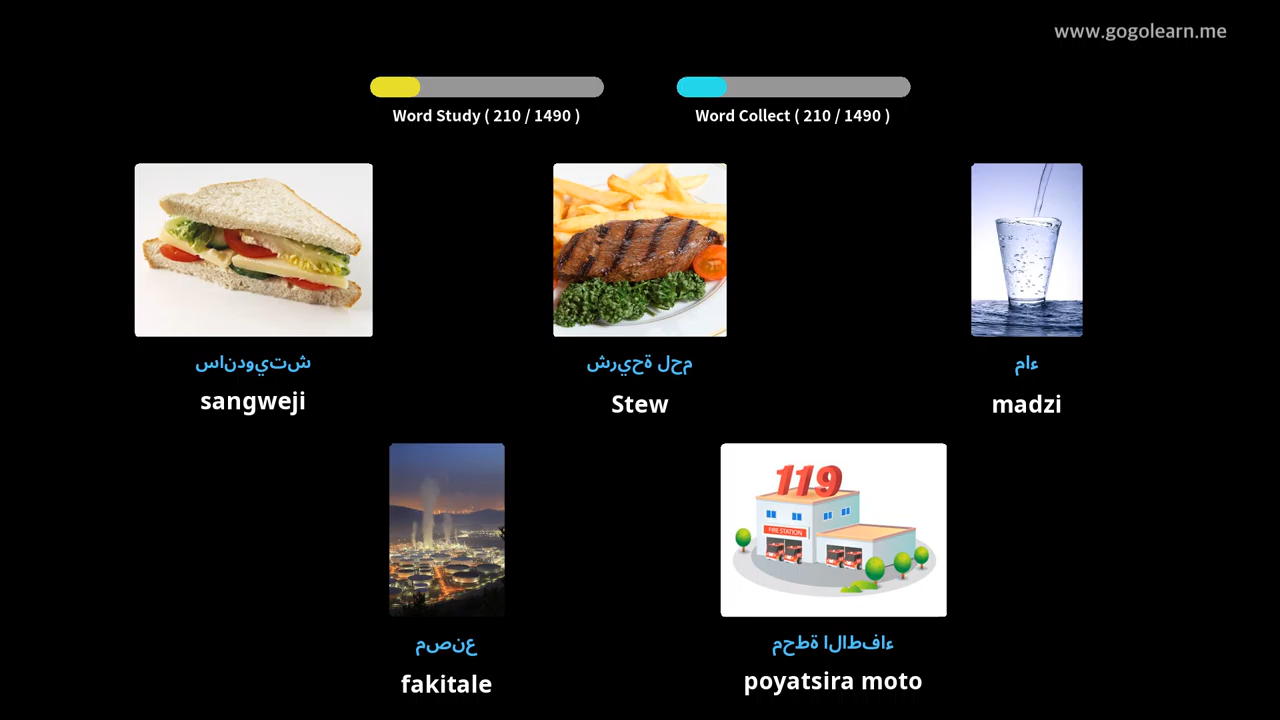 www.gogolearn.me
Word Study ( 210 / 1490 )
Word Collect ( 210 / 1490 )
ساندويتش
شريحة لحم
ماء
sangweji
Stew
madzi
119
FIRE STATION
مصنع
محطة الاطفاء
fakitale
poyatsira moto